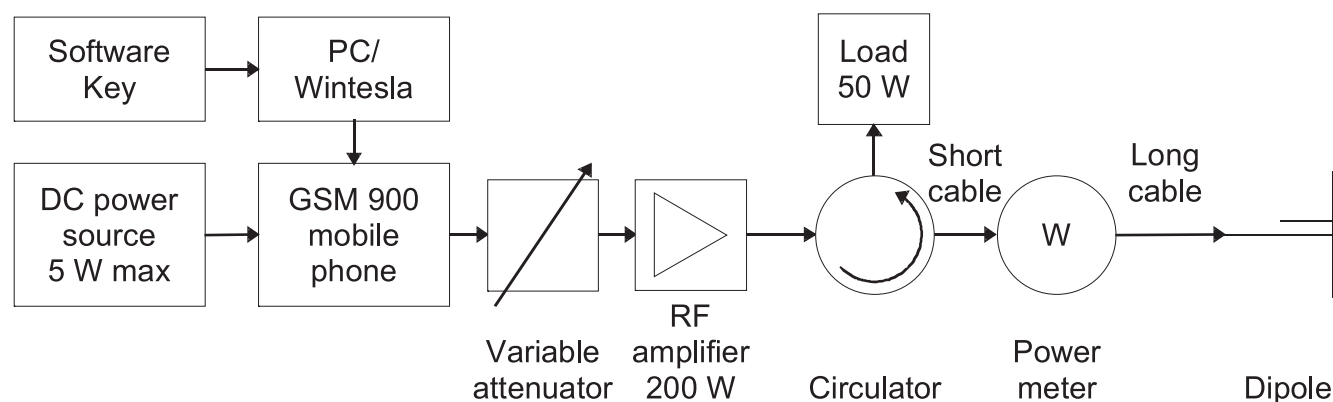 Software
Key
PC/
Wintesla
Load
50 W
DC power
source
5 W max
GSM 900
mobile
phone
Short
cable
Long
cable
W
Variable
attenuator
RF
amplifier
200 W
Circulator
Power
meter
Dipole